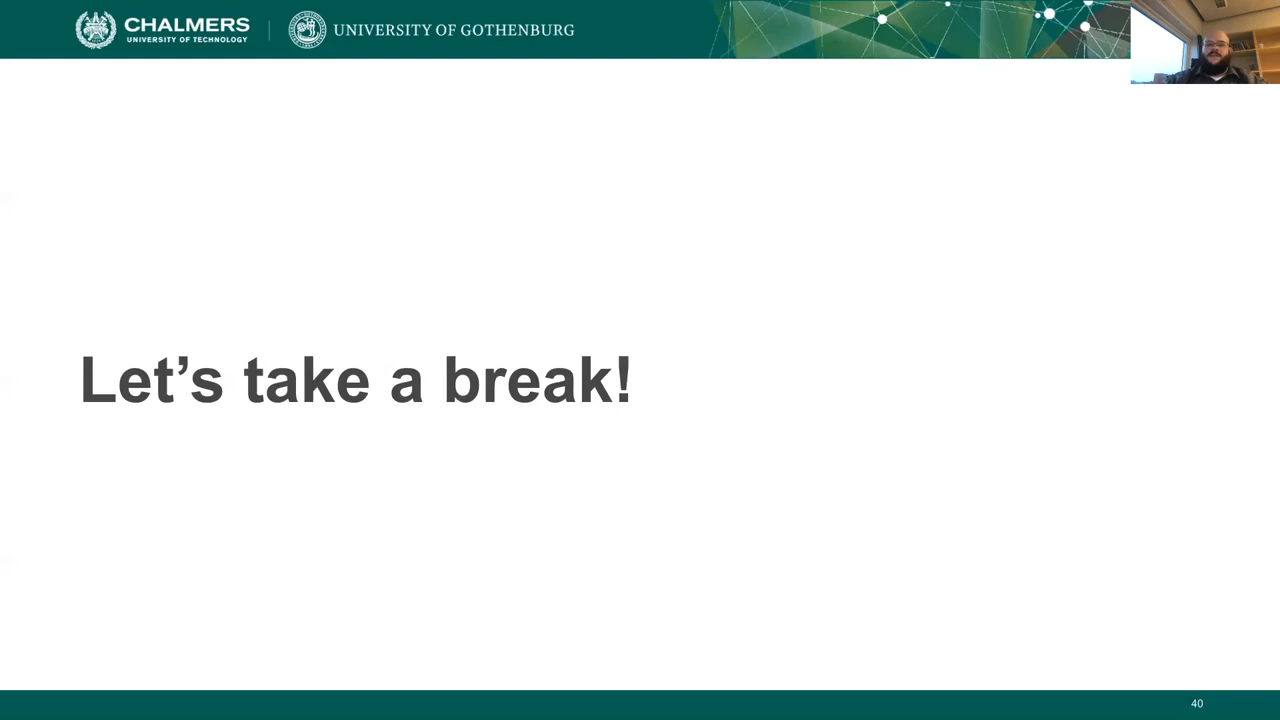 CHALMERS
UNIVERSITY OF TECHNOLOGY
UNIVERSITY OF GOTHENBURG
Let’s take a break!
40